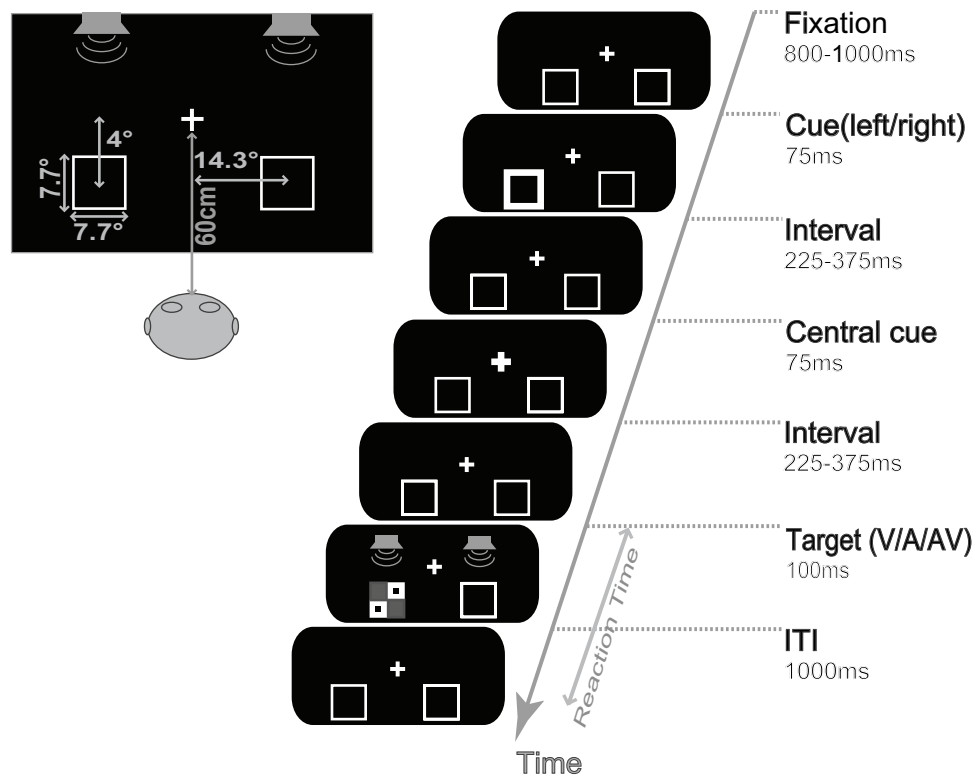 4°
14.3°
7.7°
7.7°
60cm
Fixation
800-1000ms
Cue(left/right)
75ms
Interval
225-375ms
Central cue
75ms
Interval
225-375ms
Target (V/A/AV)
100ms
ITI
1000ms
Reaction Time
Time